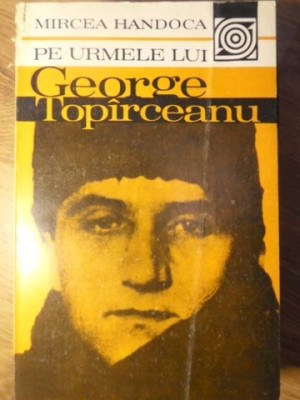 MIRCEA HANDOCA
PE URMELE LUI
George
Topîrceanu